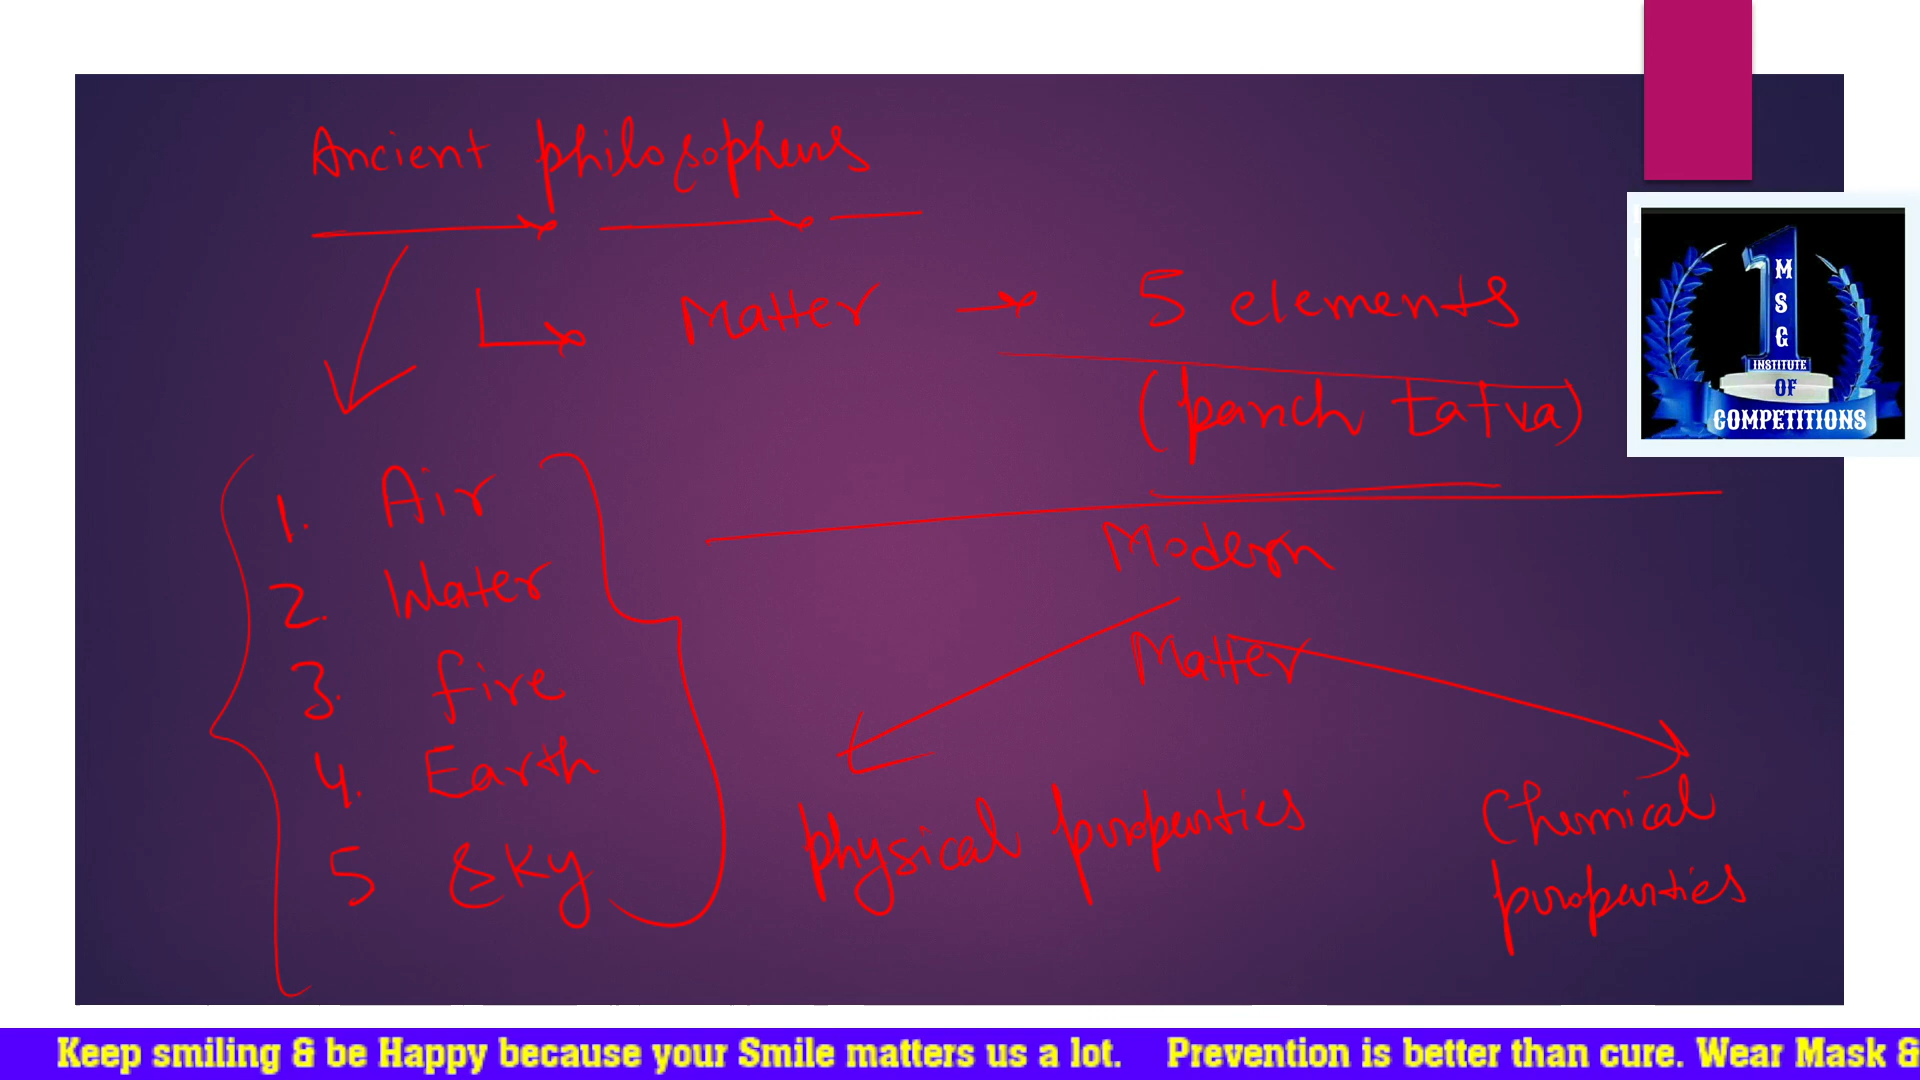 Ancient philosophers
Matter → 5 elements
(panch tatva)
1. Air
2. Water
3. fire
4. Earth
5 sky
Modern
Matter
physical properties
Chemical
properties
M
S
G
INSTITUTE
OF
COMPETITIONS
Keep smiling & be Happy because your Smile matters us a lot. Prevention is better than cure. Wear Mask &